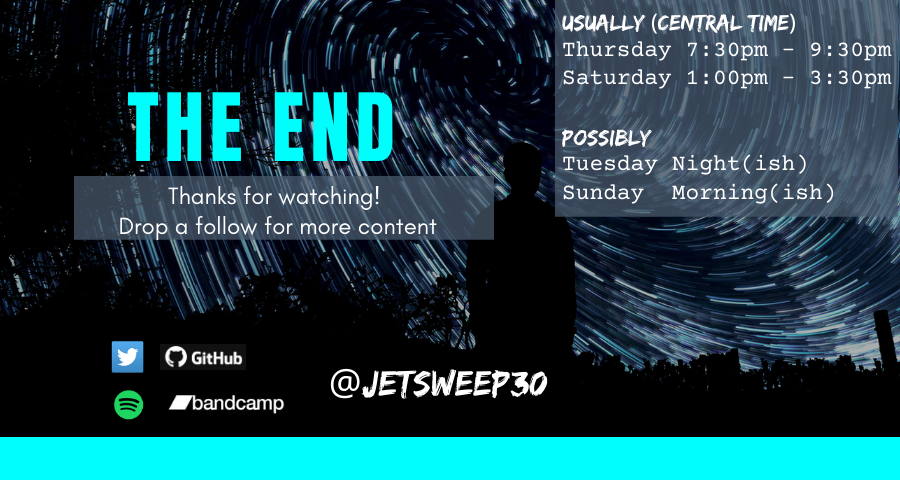 USUALLY (CENTRAL TIME)
Thursday 7:30pm - 9:30pm
Saturday 1:00pm - 3:30pm
POSSIBLY
Tuesday Night(ish)
Sunday Morning(ish)
THE END
Thanks for watching!
Drop a follow for more content
GitHub
bandcamp
@JETSWEEP30